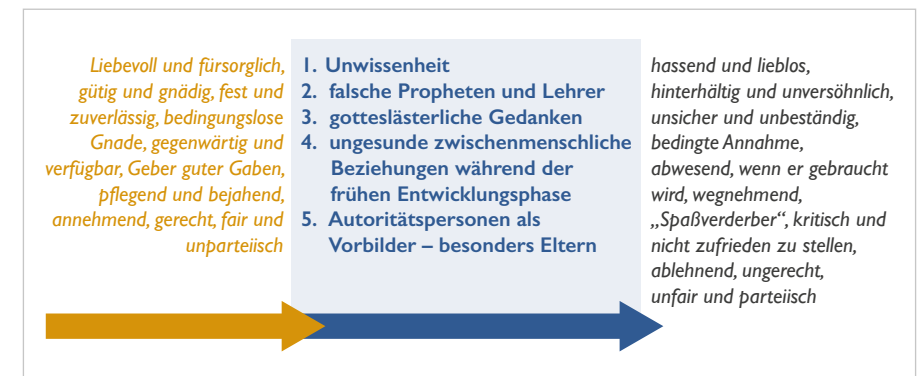 Liebevoll und fürsorglich,
gütig und gnädig, fest und
zuverlässig, bedingungslose
Gnade, gegenwärtig und
verfügbar, Geber guter Gaben,
pflegend und bejahend,
annehmend, gerecht, fair und
unparteiisch
1. Unwissenheit
2. falsche Propheten und Lehrer
3. gotteslästerliche Gedanken
4. ungesunde zwischenmenschliche
Beziehungen während der
frühen Entwicklungsphase
5. Autoritätspersonen als
Vorbilder – besonders Eltern
hassend und lieblos,
hinterhältig und unversöhnlich,
unsicher und unbeständig,
bedingte Annahme,
abwesend, wenn er gebraucht
wird, wegnehmend,
„Spaßverderber“, kritisch und
nicht zufrieden zu stellen,
ablehnend, ungerecht,
unfair und parteiisch